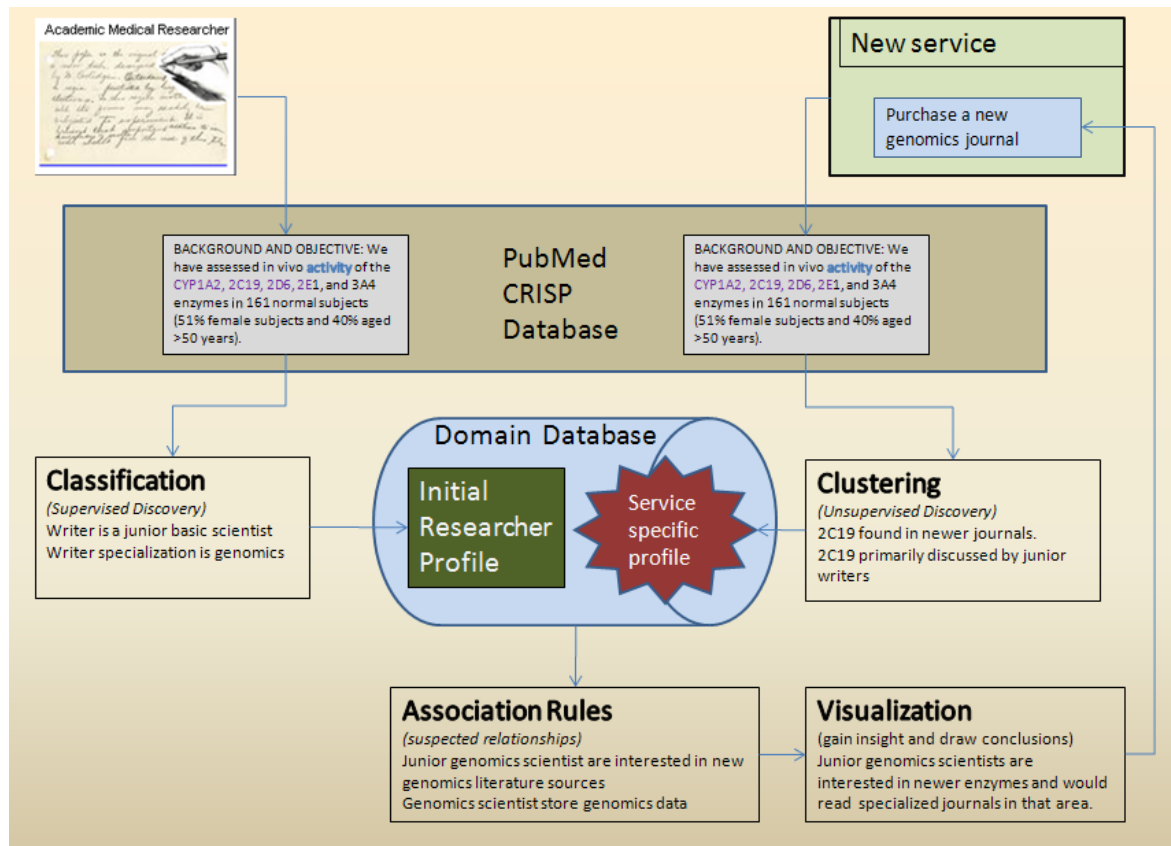 Academic Medical Researcher
This paper is the original
by
New service
Purchase a new
genomics journal
BACKGROUND AND OBJECTIVE: We
have assessed in vivo activity of the
CYP1A2, 2C19, 2D6, 2E1, and 3A4
enzymes in 161 normal subjects
(51% female subjects and 40% aged
>50 years).
PubMed
CRISP
Database
BACKGROUND AND OBJECTIVE: We
have assessed in vivo activity of the
CYP1A2, 2C19, 2D6, 2E1, and 3A4
enzymes in 161 normal subjects
(51% female subjects and 40% aged
>50 years).
Classification
(Supervised Discovery)
Writer is a junior basic scientist
Writer specialization is genomics
Domain Database
Initial
Researcher
Profile
Service
specific
profile
Clustering
(Unsupervised Discovery)
2C19 found in newer journals.
2C19 primarily discussed by junior
writers
Association Rules
(suspected relationships)
Junior genomics scientist are interested in new
genomics literature sources
Genomics scientist store genomics data
Visualization
(gain insight and draw conclusions)
Junior genomics scientists are
interested in newer enzymes and would
read specialized journals in that area.